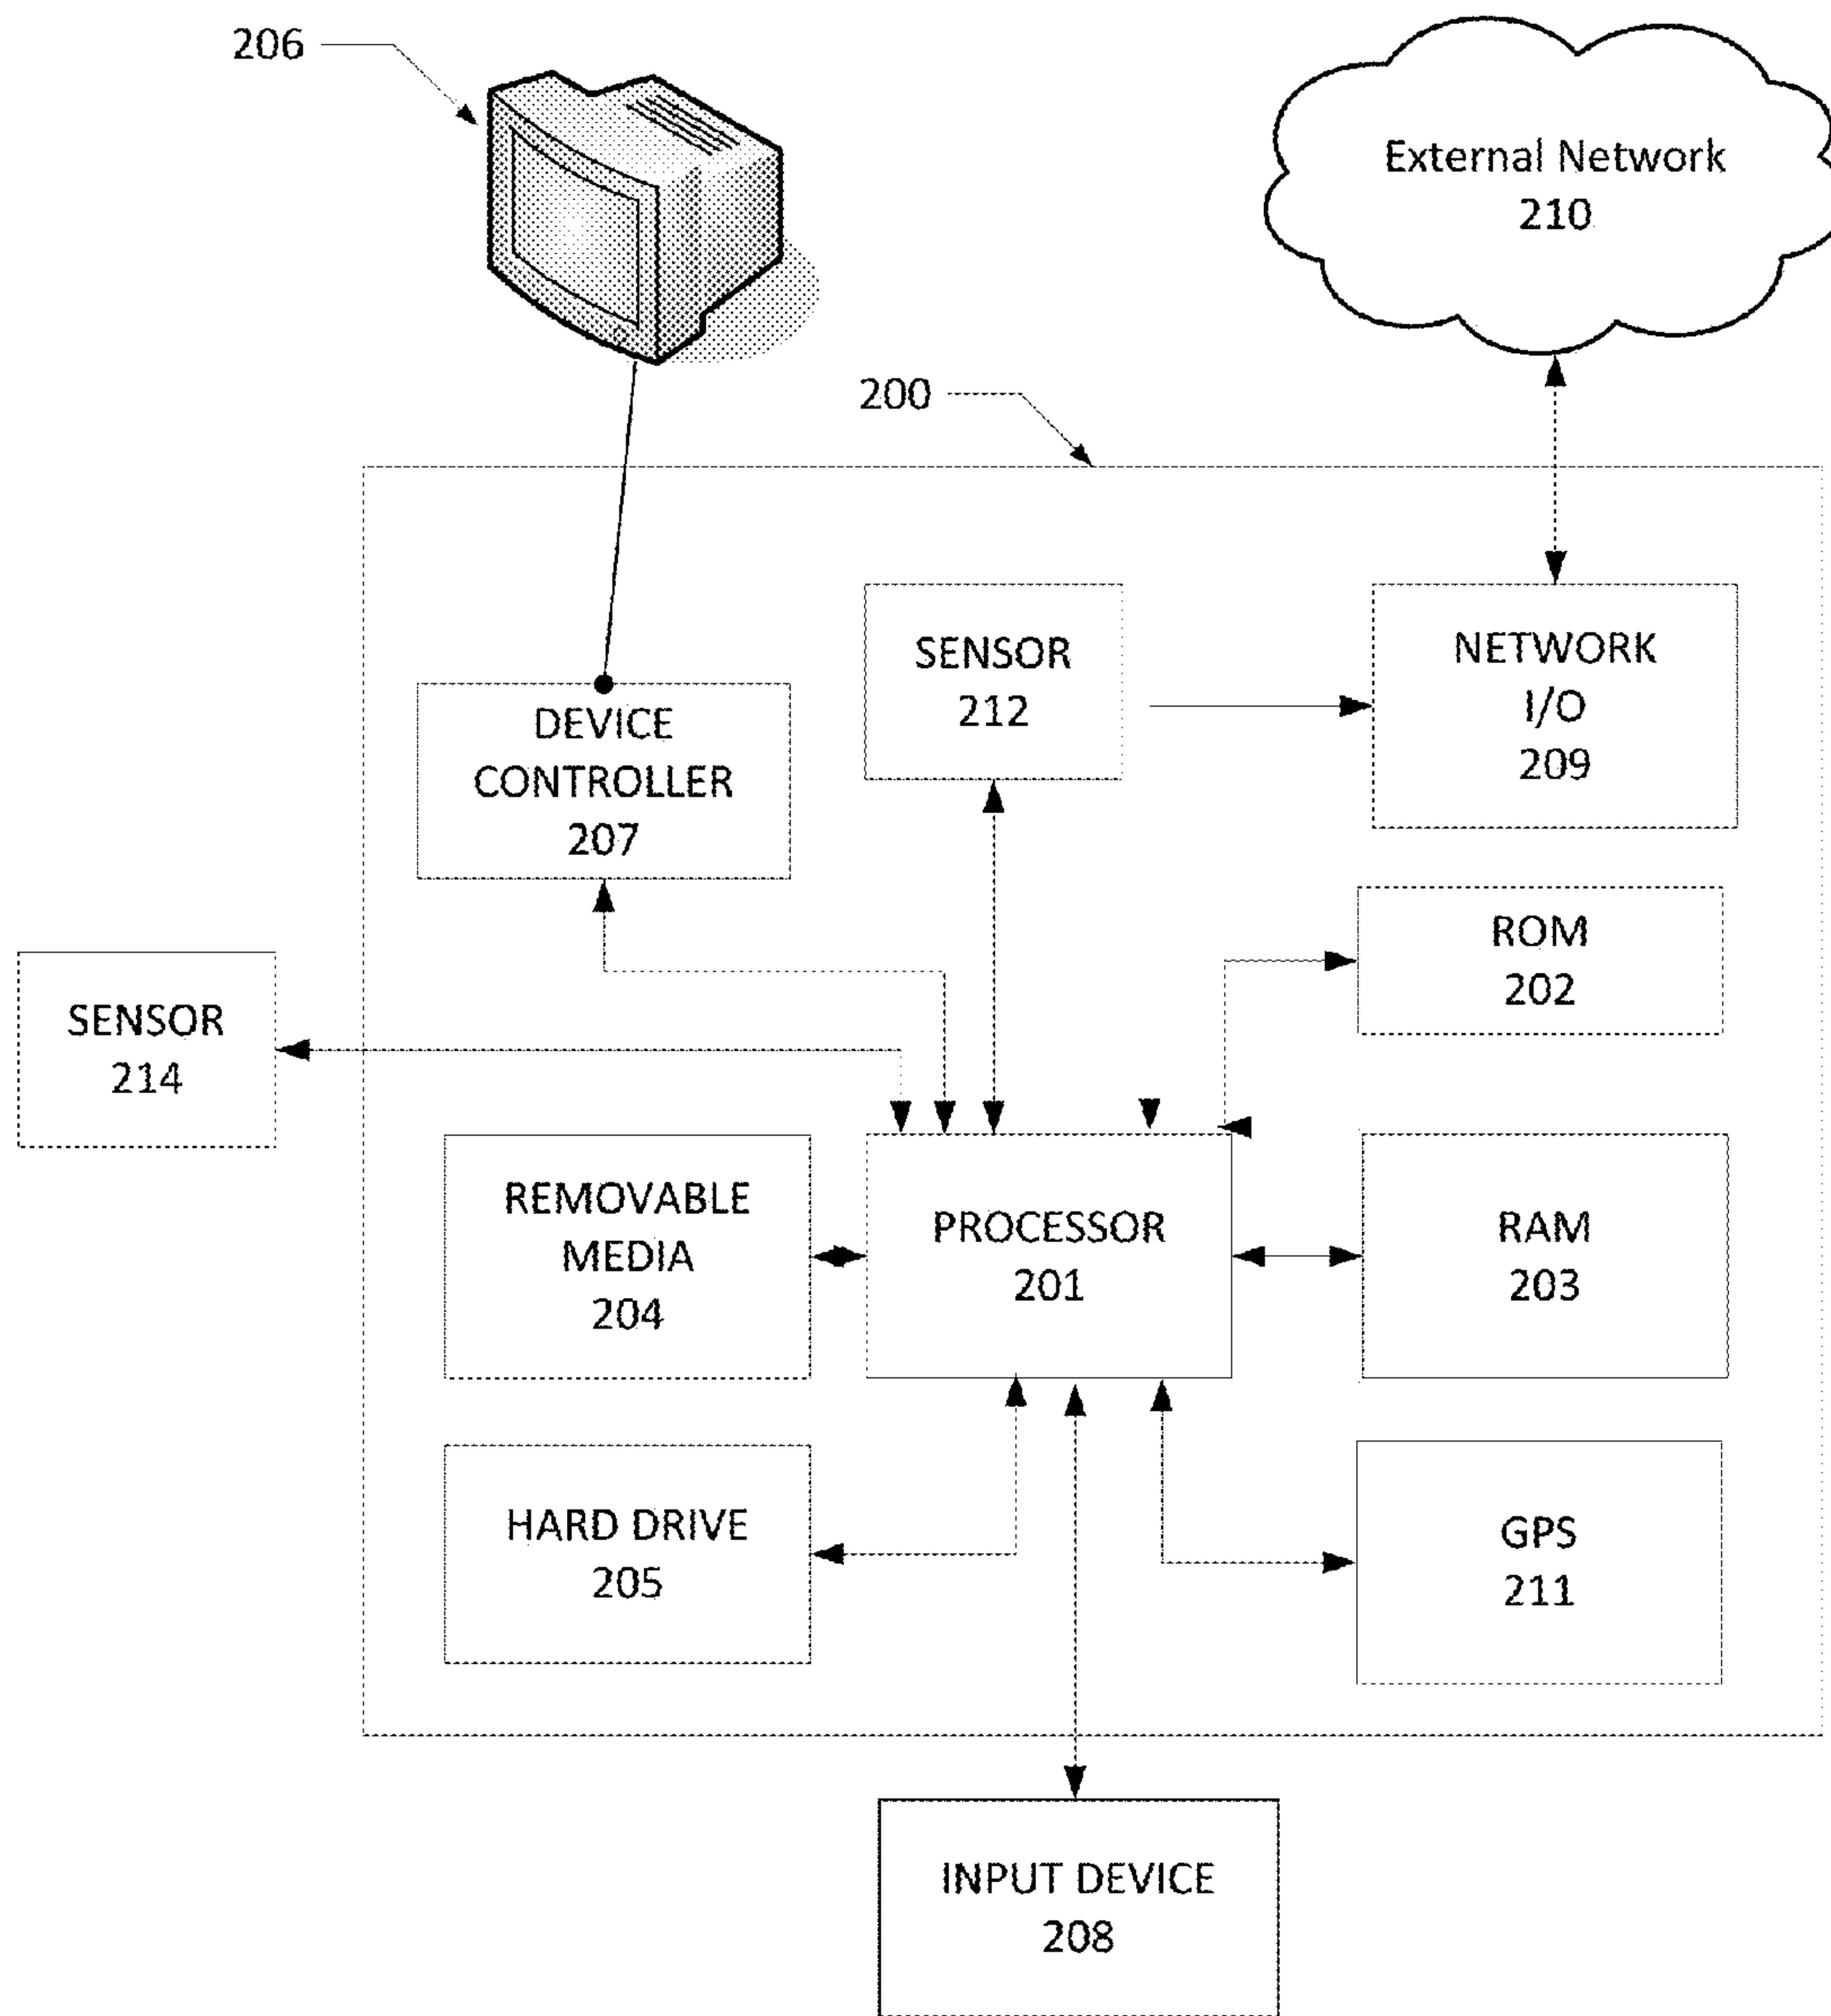 206
External Network
210
200
SENSOR
212
NETWORK
I/O
209
DEVICE
CONTROLLER
207
ROM
202
SENSOR
214
REMOVABLE
MEDIA
204
PROCESSOR
201
RAM
203
HARD DRIVE
205
GPS
211
INPUT DEVICE
208